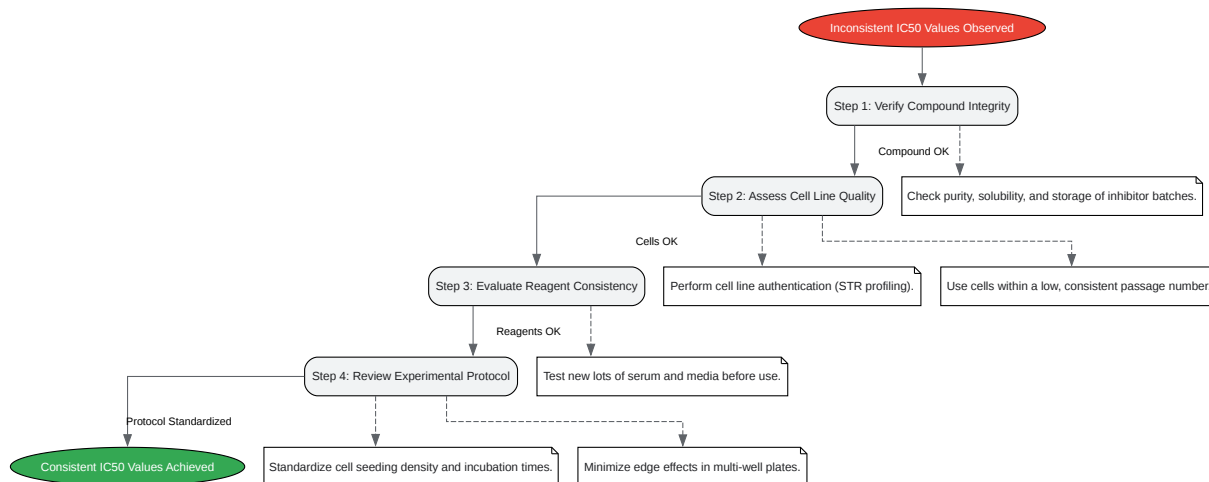 Inconsistent IC50 Values Observed
Step 1: Verify Compound Integrity
Compound OK
Step 2: Assess Cell Line Quality
Check purity, solubility, and storage of inhibitor batches.
Cells OK
Step 3: Evaluate Reagent Consistency
Perform cell line authentication (STR profiling).
Use cells within a low, consistent passage number
Reagents OK
Step 4: Review Experimental Protocol
Test new lots of serum and media before use.
Protocol Standardized
Consistent IC50 Values Achieved
Standardize cell seeding density and incubation times.
Minimize edge effects in multi-well plates.